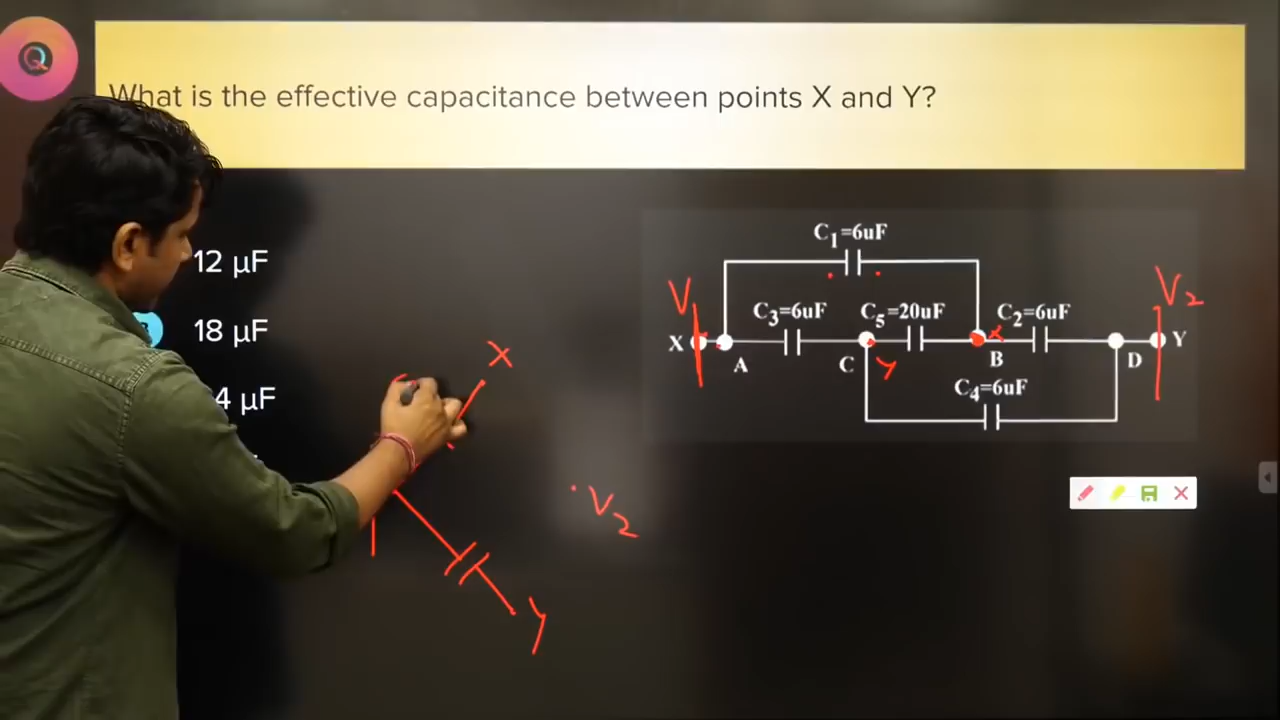 What is the effective capacitance between points X and Y?
12 μF
18 μF
4 μF
C1=6uF
C3=6uF
C5=20uF
C2=6uF
C4=6uF
X
A
C
B
D
Y
V
V2
x
y
X
V2
y